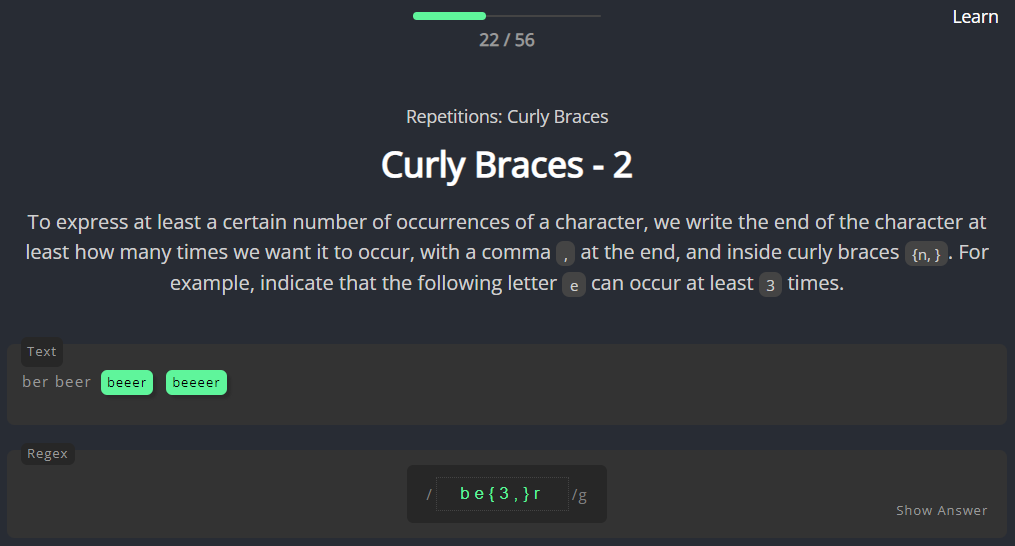 Learn
22 / 56
Repetitions: Curly Braces
Curly Braces - 2
To express at least a certain number of occurrences of a character, we write the end of the character at
least how many times we want it to occur, with a comma , at the end, and inside curly braces {n,}. For
example, indicate that the following letter e can occur at least 3 times.
Text
ber beer beeer beeeer
Regex
/ be{3,}r /g
Show Answer